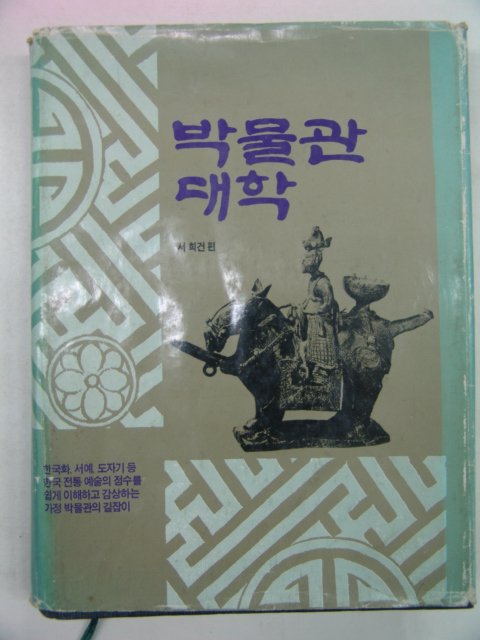 박물관
대학
서 희건 편
한국화, 서예, 도자기 등
한국 전통 예술의 정수를
쉽게 이해하고 감상하는
가정 박물관의 길잡이